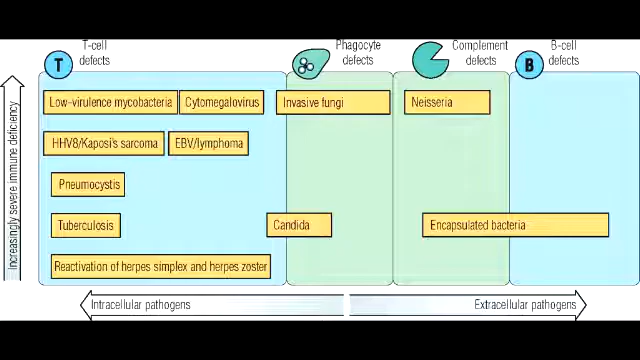 T-cell
defects
Phagocyte
defects
Complement
defects
B-cell
defects
T
B
Increasingly severe immune deficiency
Low-virulence mycobacteria
Cytomegalovirus
Invasive fungi
Neisseria
HHV8/Kaposi's sarcoma
EBV/lymphoma
Pneumocystis
Tuberculosis
Candida
Encapsulated bacteria
Reactivation of herpes simplex and herpes zoster
Intracellular pathogens
Extracellular pathogens